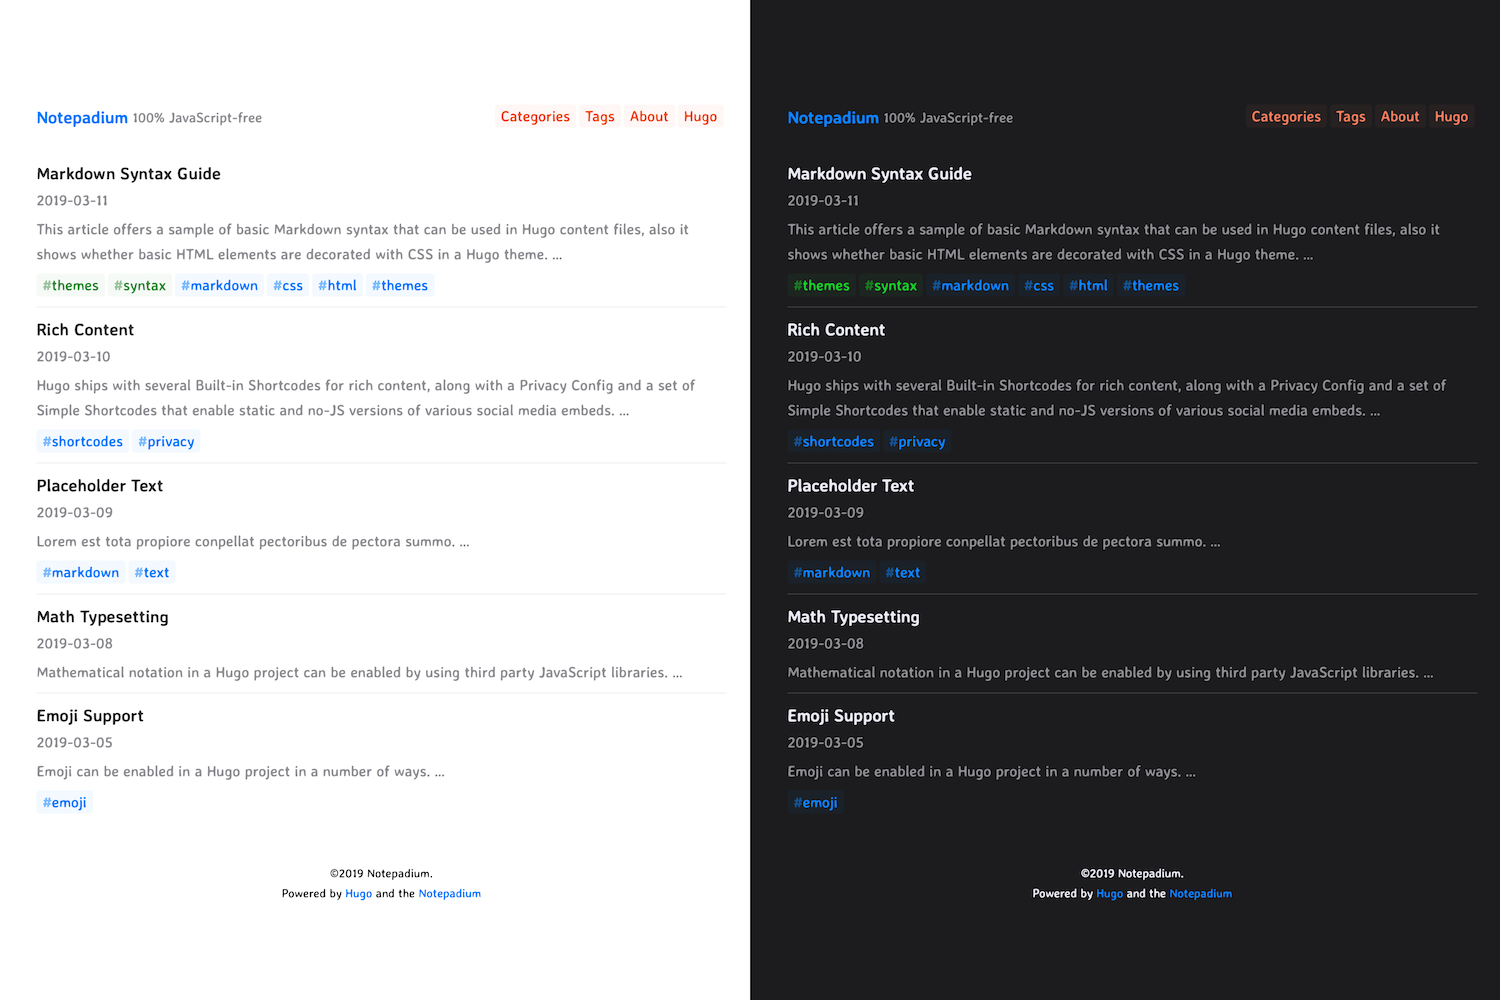 Notepadium 100% JavaScript-free
Categories Tags About Hugo
Markdown Syntax Guide
2019-03-11
This article offers a sample of basic Markdown syntax that can be used in Hugo content files, also it
shows whether basic HTML elements are decorated with CSS in a Hugo theme. ...
#themes #syntax #markdown #css #html #themes
Rich Content
2019-03-10
Hugo ships with several Built-in Shortcodes for rich content, along with a Privacy Config and a set of
Simple Shortcodes that enable static and no-JS versions of various social media embeds. ...
#shortcodes #privacy
Placeholder Text
2019-03-09
Lorem est tota propiore conpellat pectoribus de pectora summo. ...
#markdown #text
Math Typesetting
2019-03-08
Mathematical notation in a Hugo project can be enabled by using third party JavaScript libraries. ...
Emoji Support
2019-03-05
Emoji can be enabled in a Hugo project in a number of ways. ...
#emoji
©2019 Notepadium.
Powered by Hugo and the Notepadium
Notepadium 100% JavaScript-free
Categories Tags About Hugo
Markdown Syntax Guide
2019-03-11
This article offers a sample of basic Markdown syntax that can be used in Hugo content files, also it
shows whether basic HTML elements are decorated with CSS in a Hugo theme. ...
#themes #syntax #markdown #css #html #themes
Rich Content
2019-03-10
Hugo ships with several Built-in Shortcodes for rich content, along with a Privacy Config and a set of
Simple Shortcodes that enable static and no-JS versions of various social media embeds. ...
#shortcodes #privacy
Placeholder Text
2019-03-09
Lorem est tota propiore conpellat pectoribus de pectora summo. ...
#markdown #text
Math Typesetting
2019-03-08
Mathematical notation in a Hugo project can be enabled by using third party JavaScript libraries. ...
Emoji Support
2019-03-05
Emoji can be enabled in a Hugo project in a number of ways. ...
#emoji
©2019 Notepadium.
Powered by Hugo and the Notepadium